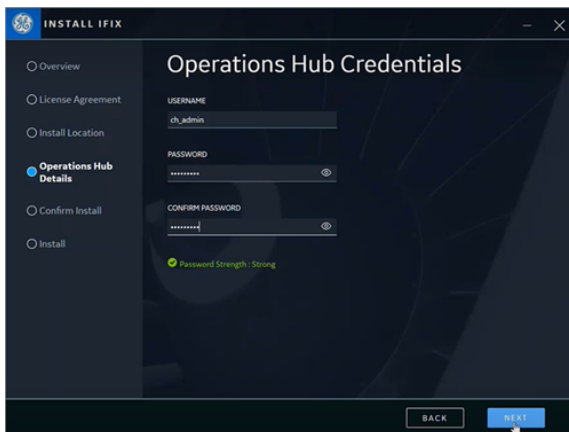 INSTALL IFIX
Overview
License Agreement
Install Location
Operations Hub
Details
Confirm Install
Install
Operations Hub Credentials
USERNAME
ch_admin
PASSWORD
•••••••••
CONFIRM PASSWORD
•••••••••
Password Strength : Strong
BACK
NEXT